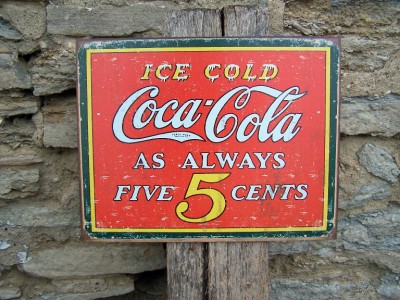 ICE COLD
Coca-Cola
AS ALWAYS
FIVE 5 CENTS